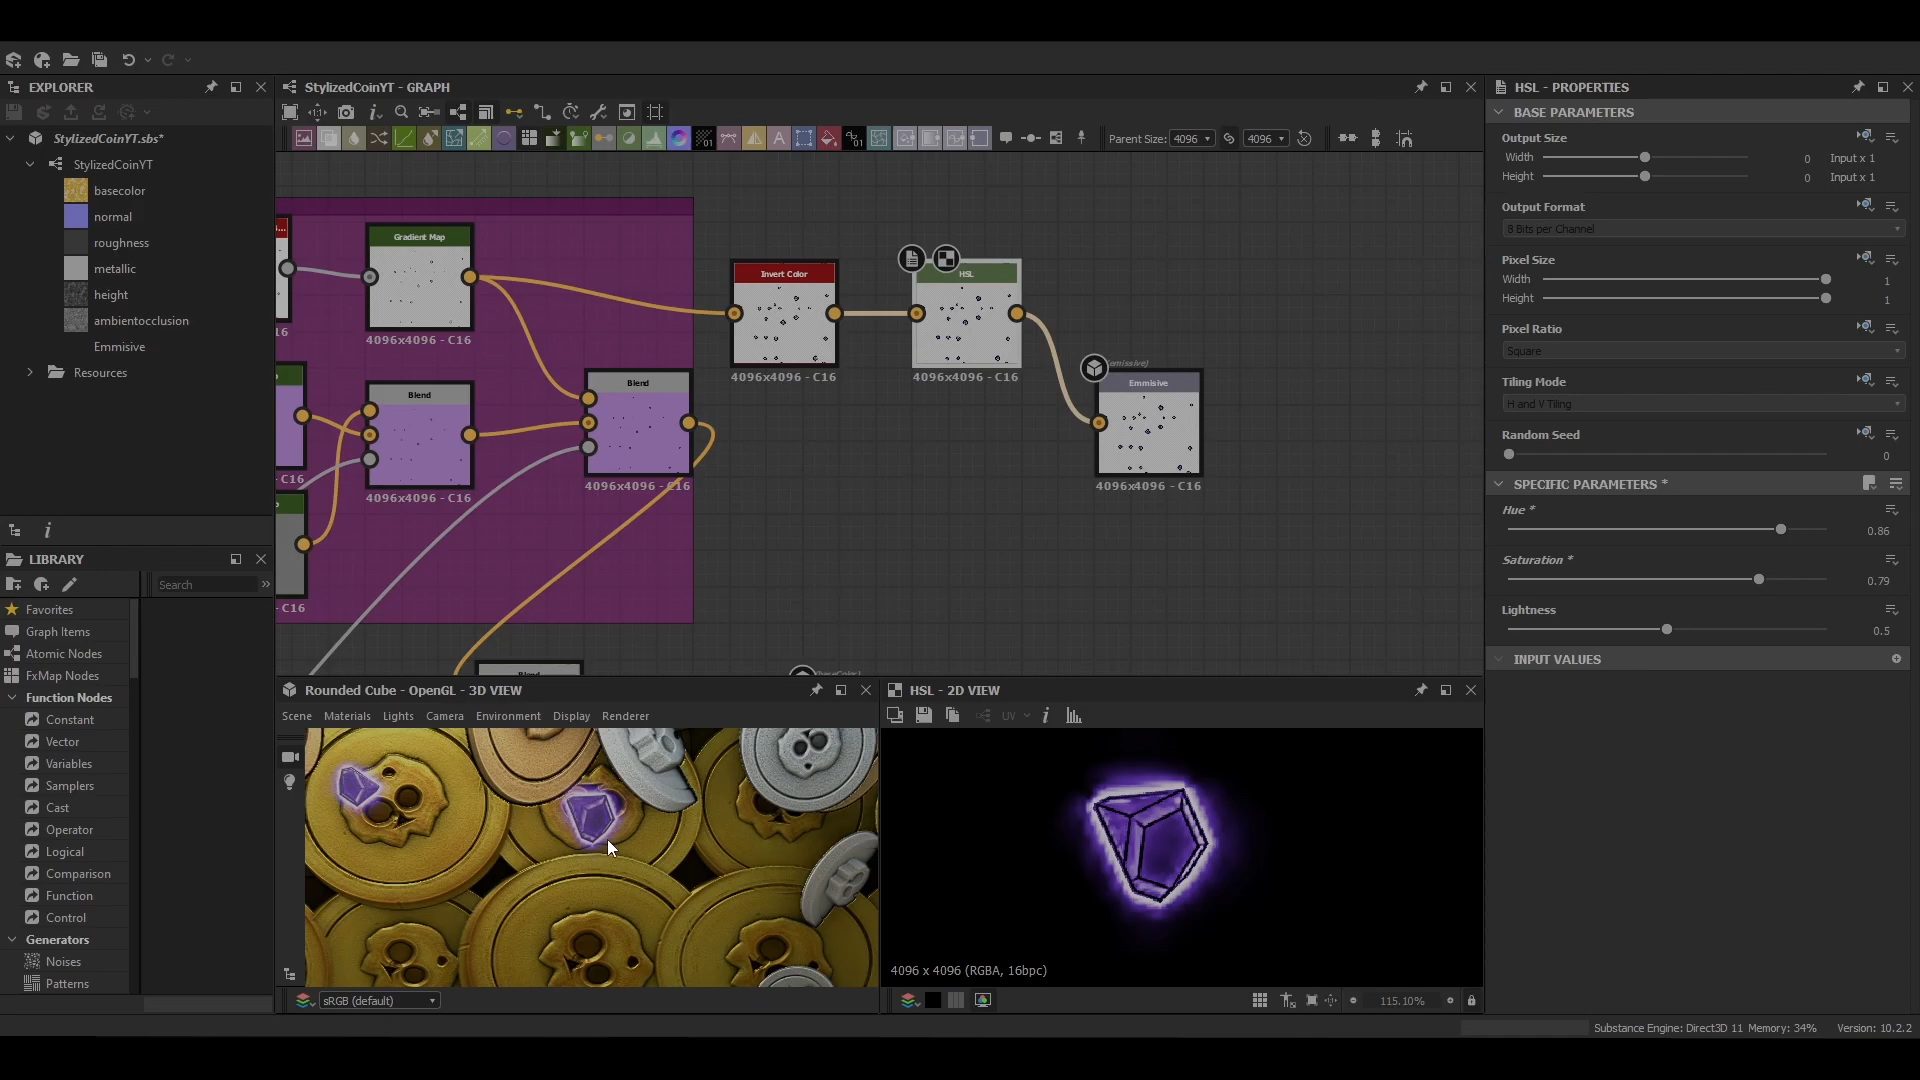 EXPLORER
StylizedCoinYT - GRAPH
HSL - PROPERTIES
BASE PARAMETERS
Parent Size: 4096
4096
StylizedCoinYT.sbs*
StylizedCoinYT
basecolor
normal
roughness
metallic
height
ambientocclusion
Emmisive
Resources
Output Size
Width 0 Input x 1
Height 0 Input x 1
Output Format
8 Bits per Channel
Pixel Size
Width 1
Height 1
Pixel Ratio
Square
Tiling Mode
H and V Tiling
Random Seed
0
SPECIFIC PARAMETERS *
Hue *
0.86
Saturation *
0.79
Lightness
0.5
INPUT VALUES
Gradient Map
4096x4096 - C16
Invert Color
4096x4096 - C16
HSL
4096x4096 - C16
Blend
4096x4096 - C16
Blend
4096x4096 - C16
Emmisive
4096x4096 - C16
16
- C16
- C16
Blend
LIBRARY
Search
Favorites
Graph Items
Atomic Nodes
FxMap Nodes
Function Nodes
Constant
Vector
Variables
Samplers
Cast
Operator
Logical
Comparison
Function
Control
Generators
Noises
Patterns
Rounded Cube - OpenGL - 3D VIEW
Scene Materials Lights Camera Environment Display Renderer
sRGB (default)
HSL - 2D VIEW
UV
4096 x 4096 (RGBA, 16bpc)
115.10%
Substance Engine: Direct3D 11 Memory: 34% Version: 10.2.2